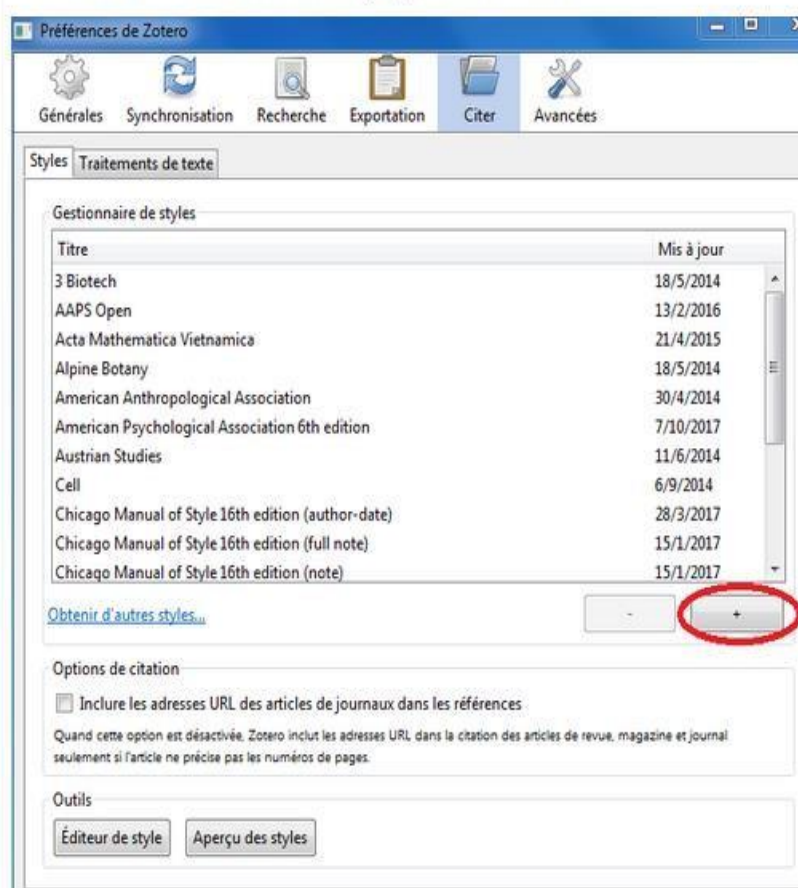 Préférences de Zotero
Générales Synchronisation Recherche Exportation Citer Avancées
Styles Traitements de texte
Gestionnaire de styles
Titre Mis à jour
3 Biotech 18/5/2014
AAPS Open 13/2/2016
Acta Mathematica Vietnamica 21/4/2015
Alpine Botany 18/5/2014
American Anthropological Association 30/4/2014
American Psychological Association 6th edition 7/10/2017
Austrian Studies 11/6/2014
Cell 6/9/2014
Chicago Manual of Style 16th edition (author-date) 28/3/2017
Chicago Manual of Style 16th edition (full note) 15/1/2017
Chicago Manual of Style 16th edition (note) 15/1/2017
Obtenir d'autres styles... - +
Options de citation
Inclure les adresses URL des articles de journaux dans les références
Quand cette option est désactivée, Zotero inclut les adresses URL dans la citation des articles de revue, magazine et journal
seulement si l'article ne précise pas les numéros de pages.
Outils
Éditeur de style Aperçu des styles